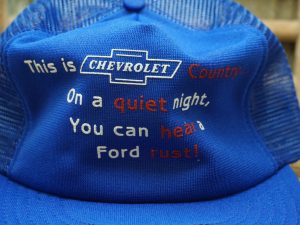 This is CHEVROLET Country...
On a quiet night,
You can hear a
Ford rust!